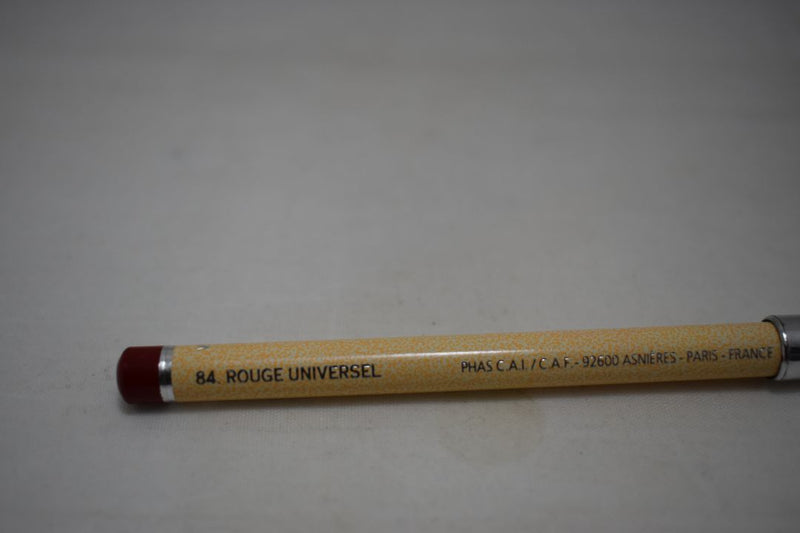 84. ROUGE UNIVERSEL
PHAS C.A.I. / C.A.F. - 92600 ASNIÈRES - PARIS - FRANCE